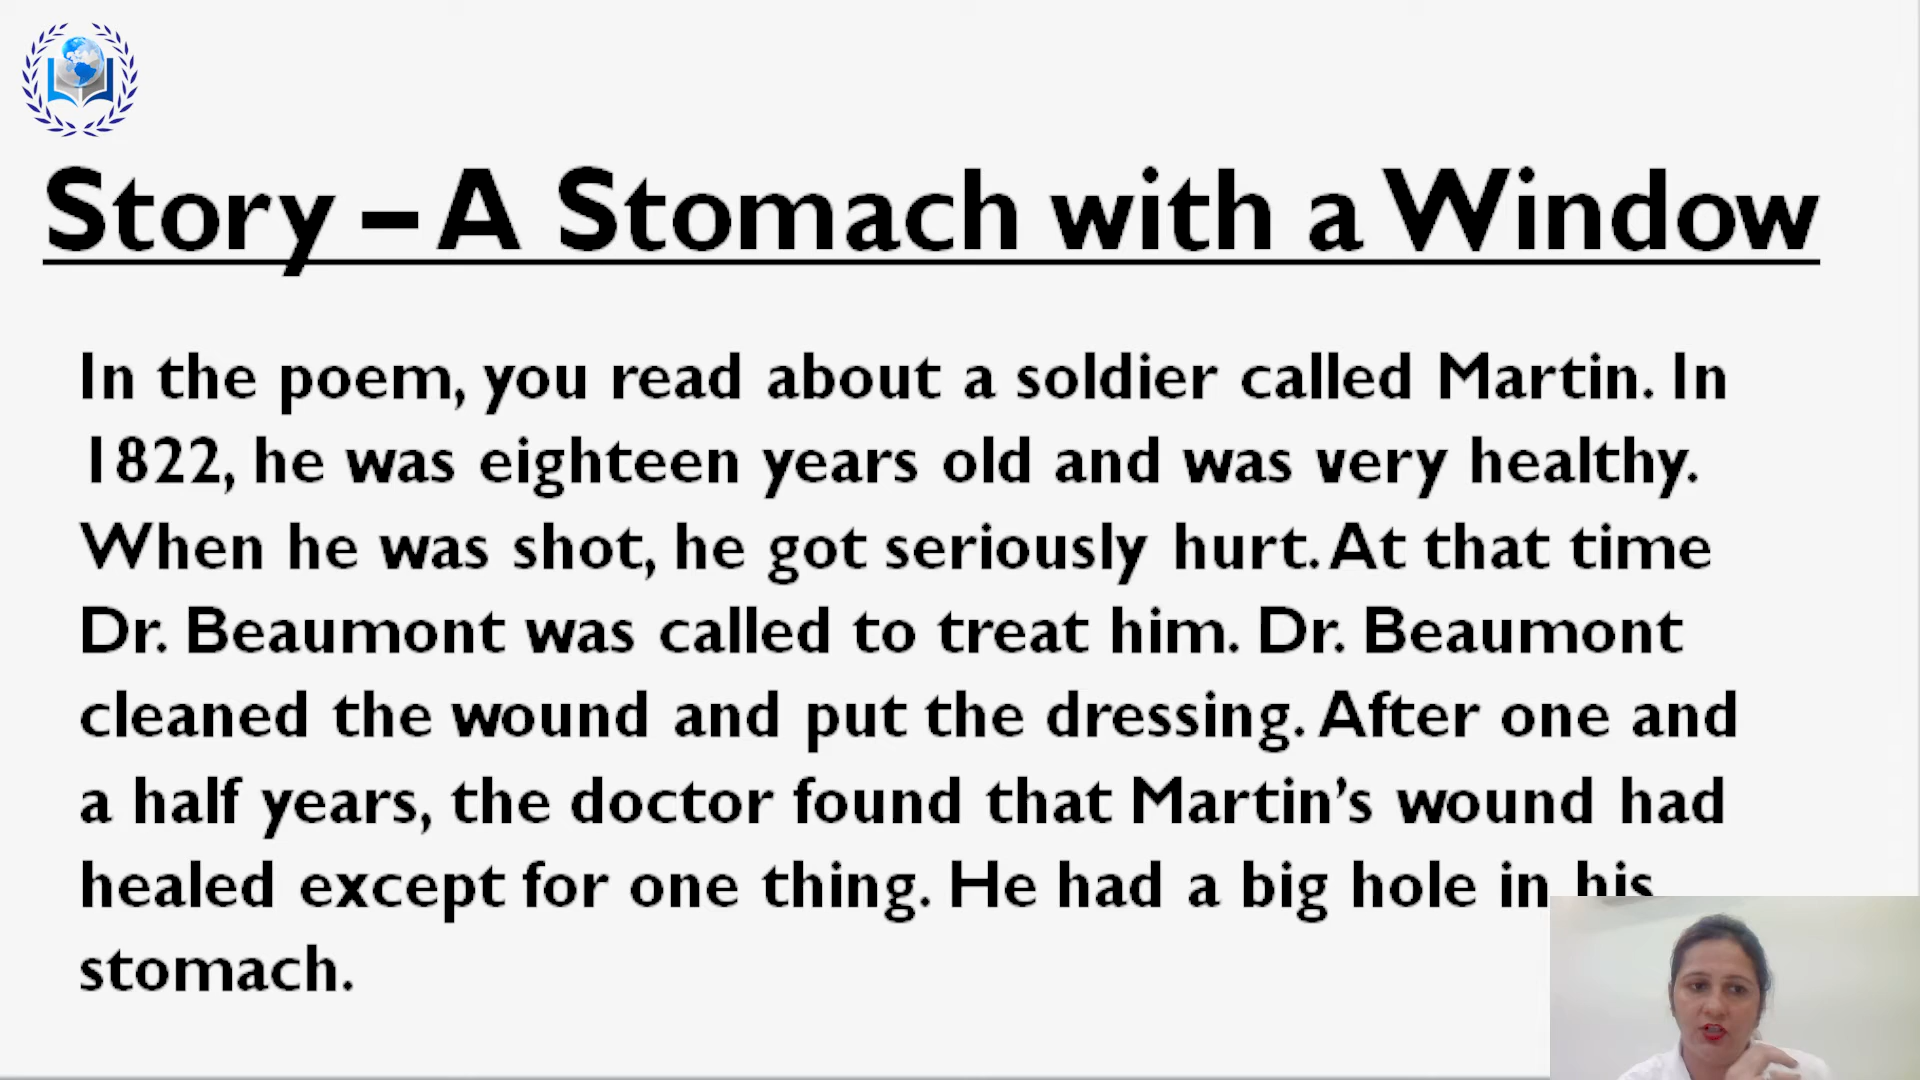 Story – A Stomach with a Window
In the poem, you read about a soldier called Martin. In
1822, he was eighteen years old and was very healthy.
When he was shot, he got seriously hurt. At that time
Dr. Beaumont was called to treat him. Dr. Beaumont
cleaned the wound and put the dressing. After one and
a half years, the doctor found that Martin’s wound had
healed except for one thing. He had a big hole in his
stomach.